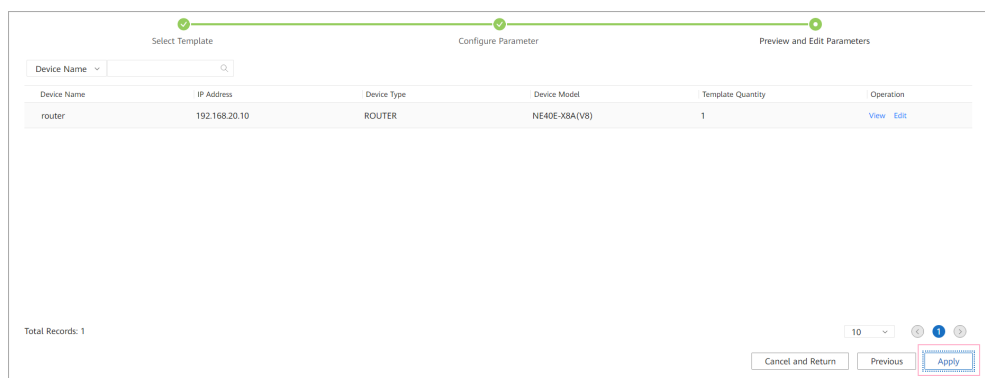 Select Template Configure Parameter Preview and Edit Parameters
Device Name
Device Name IP Address Device Type Device Model Template Quantity Operation
router 192.168.20.10 ROUTER NE40E-X8A(V8) 1 View Edit
Total Records: 1 10 1
Cancel and Return Previous Apply